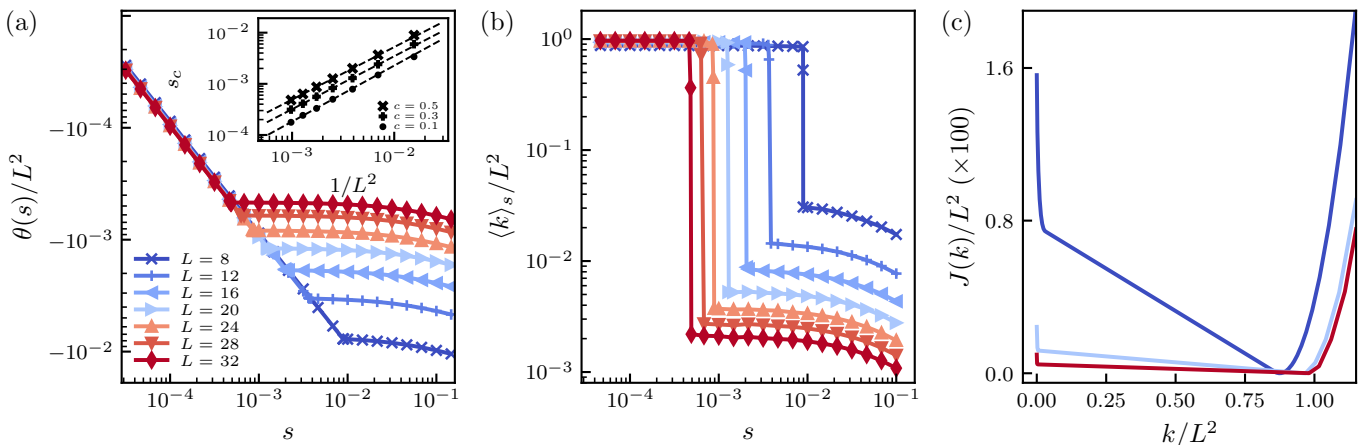 (a)
θ(s)/L²
−10⁻⁴
−10⁻³
−10⁻²
10⁻⁴
10⁻³
10⁻²
10⁻¹
s
L = 8
L = 12
L = 16
L = 20
L = 24
L = 28
L = 32
s_c
10⁻²
10⁻³
10⁻⁴
10⁻³
10⁻²
1/L²
c = 0.5
c = 0.3
c = 0.1
(b)
⟨k⟩ₛ/L²
10⁰
10⁻¹
10⁻²
10⁻³
10⁻⁴
10⁻³
10⁻²
10⁻¹
s
(c)
J(k)/L² (×100)
1.6
0.8
0.0
0.00
0.25
0.50
0.75
1.00
k/L²